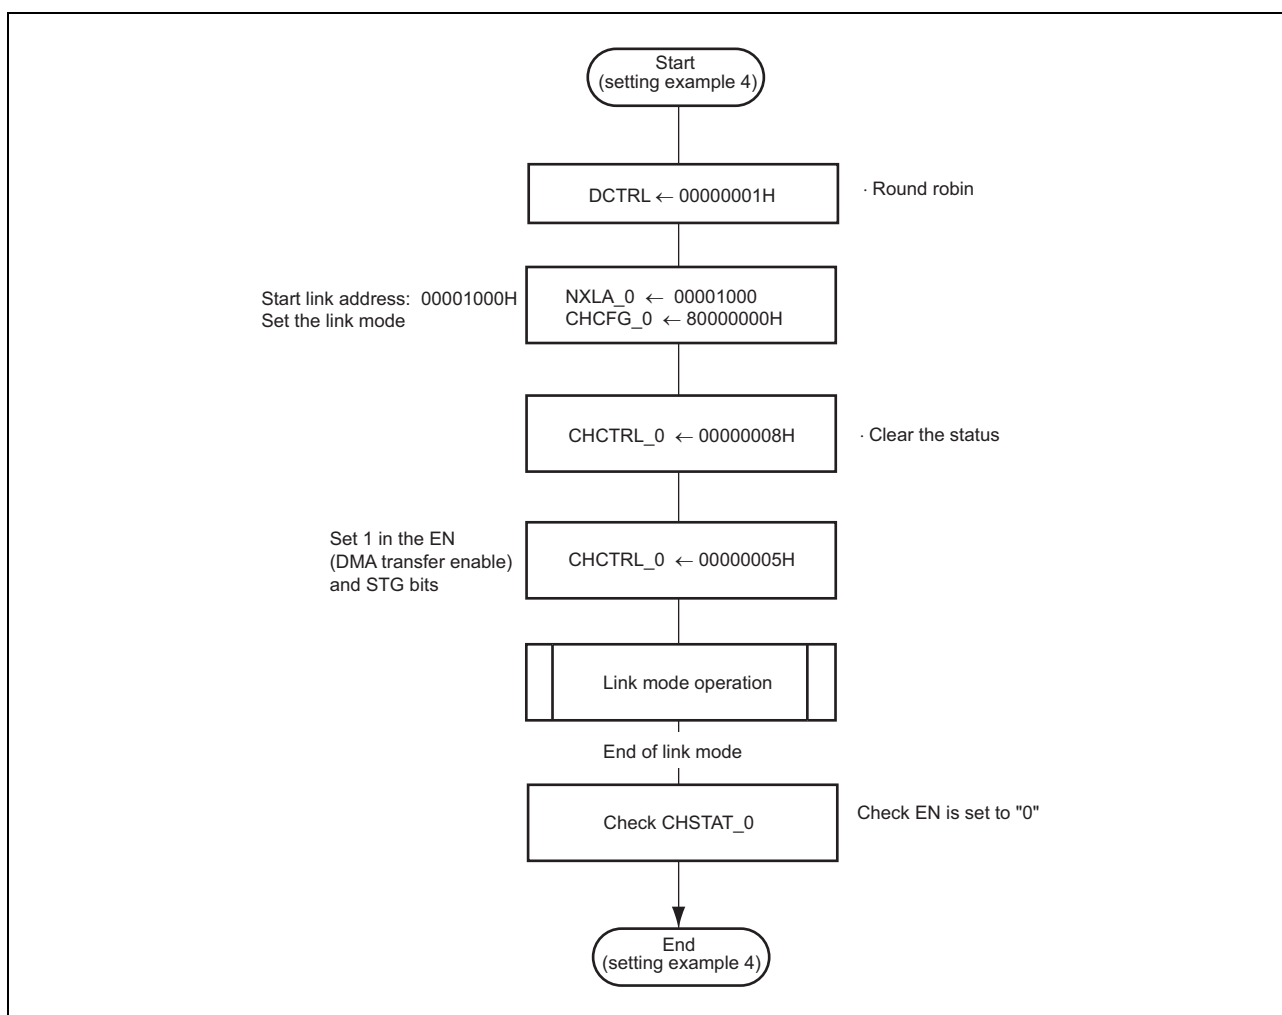 Start
(setting example 4)
DCTRL ← 00000001H
· Round robin
Start link address: 00001000H
Set the link mode
NXLA_0 ← 00001000
CHCFG_0 ← 80000000H
CHCTRL_0 ← 00000008H
· Clear the status
Set 1 in the EN
(DMA transfer enable)
and STG bits
CHCTRL_0 ← 00000005H
Link mode operation
End of link mode
Check CHSTAT_0
Check EN is set to "0"
End
(setting example 4)